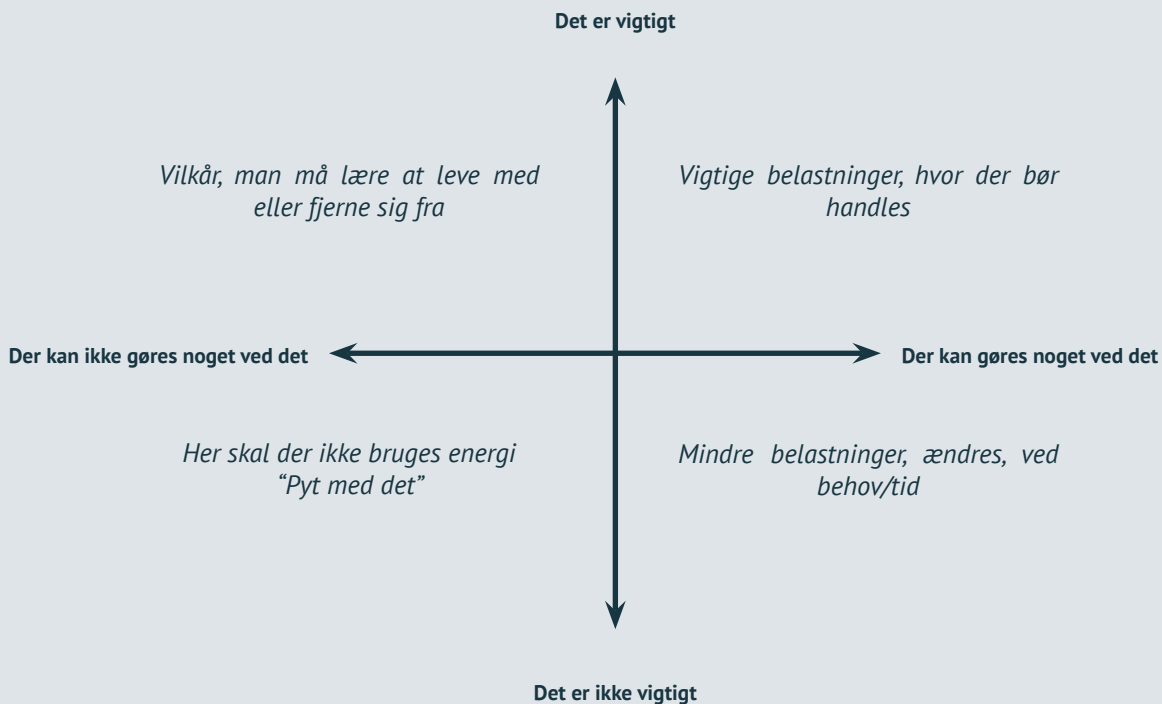 Det er vigtigt
Vilkår, man må lære at leve med
eller fjerne sig fra
Vigtige belastninger, hvor der bør
handles
Der kan ikke gøres noget ved det
Der kan gøres noget ved det
Her skal der ikke bruges energi
“Pyt med det”
Mindre belastninger, ændres, ved
behov/tid
Det er ikke vigtigt